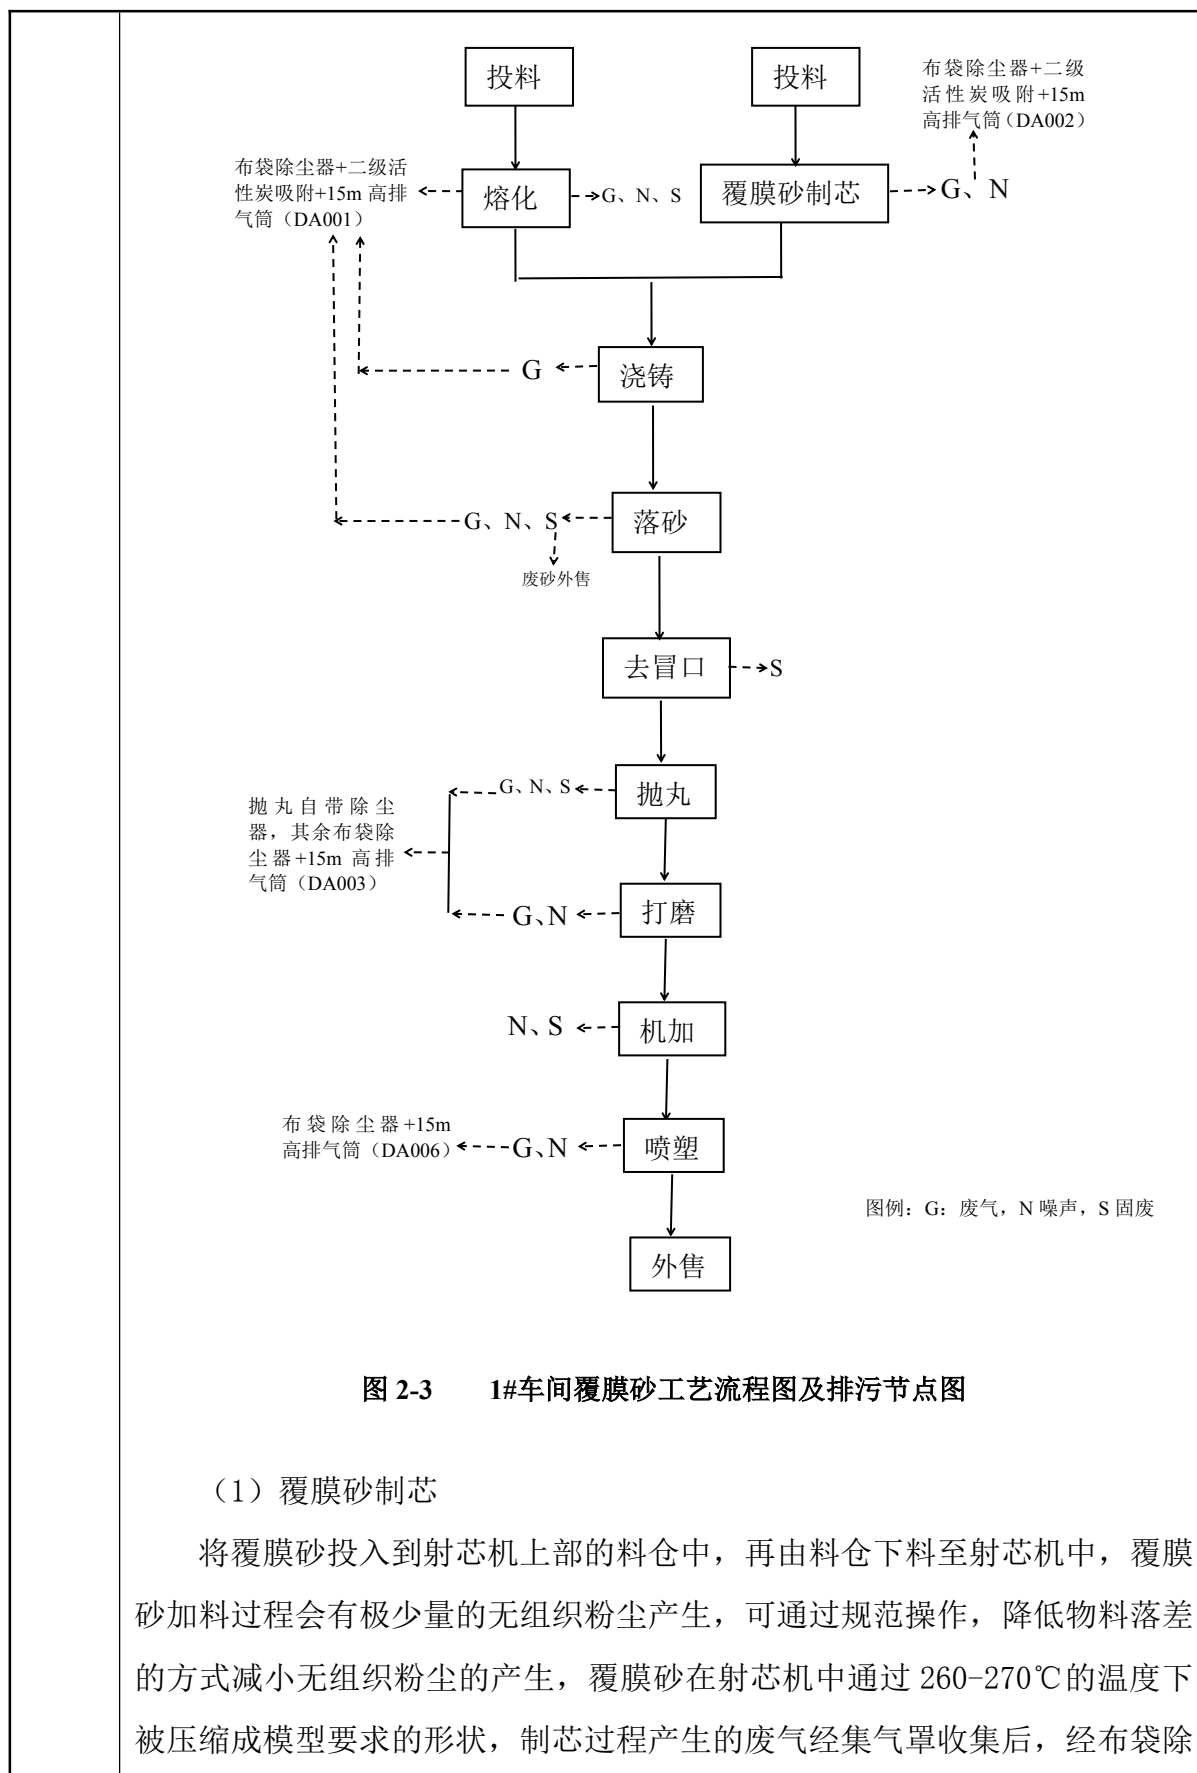 投料
投料
布袋除尘器+二级
活性炭吸附+15m
高排气筒（DA002）
布袋除尘器+二级活
性炭吸附+15m 高排
气筒（DA001）
熔化
G、N、S
覆膜砂制芯
G、N
G
浇铸
G、N、S
落砂
废砂外售
去冒口
S
G、N、S
抛丸
抛丸自带除尘
器，其余布袋除
尘器+15m 高排
气筒（DA003）
G、N
打磨
N、S
机加
布袋除尘器+15m
高排气筒（DA006）
G、N
喷塑
图例：G：废气，N 噪声，S 固废
外售
图 2-3 1#车间覆膜砂工艺流程图及排污节点图
（1）覆膜砂制芯
将覆膜砂投入到射芯机上部的料仓中，再由料仓下料至射芯机中，覆膜
砂加料过程会有极少量的无组织粉尘产生，可通过规范操作，降低物料落差
的方式减小无组织粉尘的产生，覆膜砂在射芯机中通过 260-270℃的温度下
被压缩成模型要求的形状，制芯过程产生的废气经集气罩收集后，经布袋除